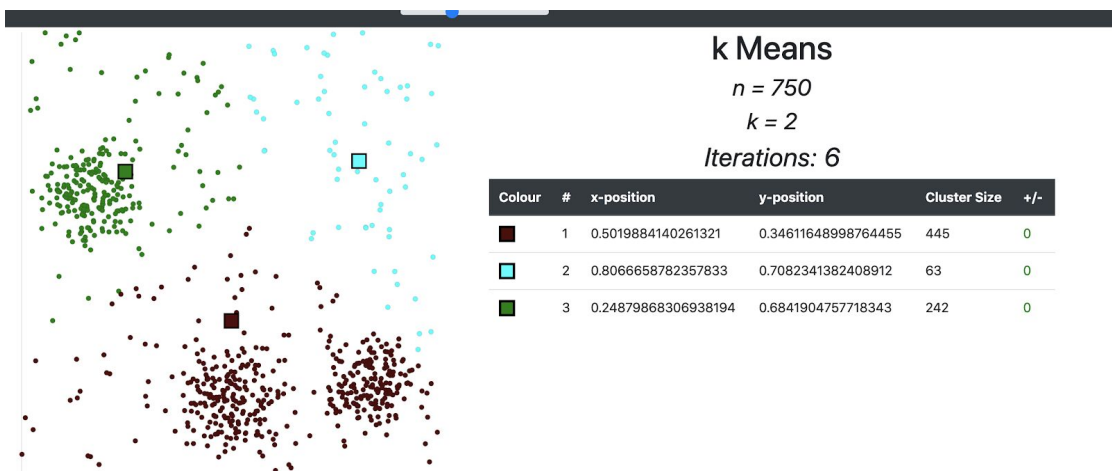 k Means
n = 750
k = 2
Iterations: 6
Colour # x-position y-position Cluster Size +/-
1 0.5019884140261321 0.34611648998764455 445 0
2 0.8066658782357833 0.7082341382408912 63 0
3 0.24879868306938194 0.6841904757718343 242 0